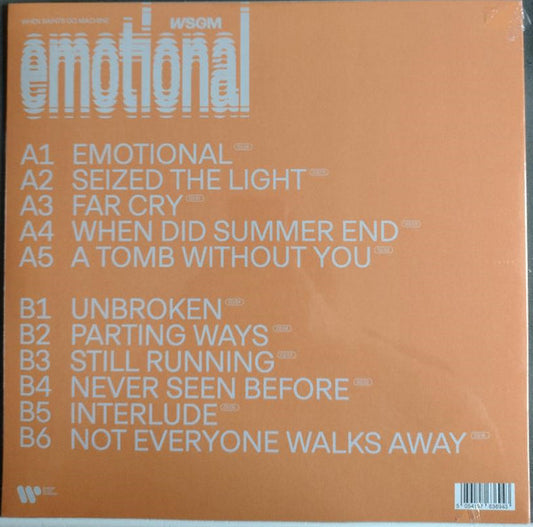 WHEN SAINTS GO MACHINE
WSGM
emotional
A1 EMOTIONAL
A2 SEIZED THE LIGHT
A3 FAR CRY
A4 WHEN DID SUMMER END
A5 A TOMB WITHOUT YOU
B1 UNBROKEN
B2 PARTING WAYS
B3 STILL RUNNING
B4 NEVER SEEN BEFORE
B5 INTERLUDE
B6 NOT EVERYONE WALKS AWAY